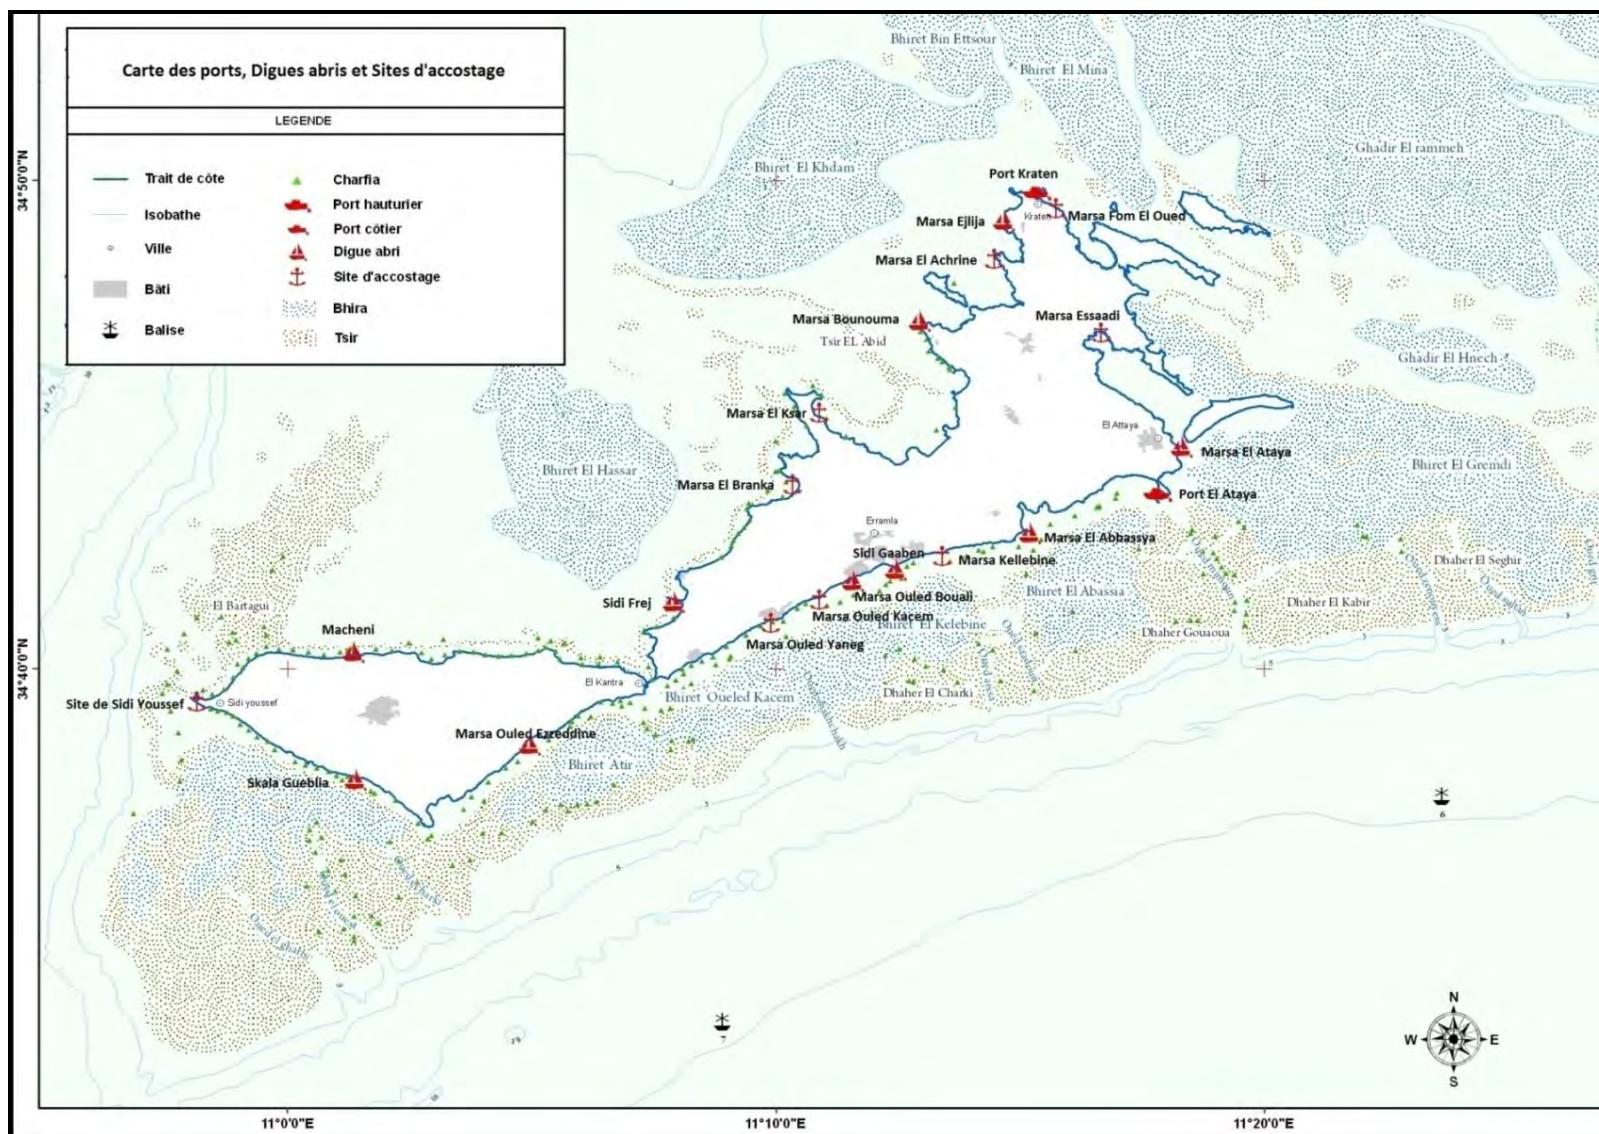 Carte des ports, Digues abris et Sites d'accostage
LEGENDE
Trait de côte
Isobathe
Ville
Bâti
Balise
Charfia
Port hauturier
Port côtier
Digue abri
Site d'accostage
Bhira
Tsir
34°50'0"N
34°40'0"N
11°0'0"E
11°10'0"E
11°20'0"E
Bhiret Bin Ettsour
Bhiret El Mina
Ghadir El rammeh
Bhiret El Khdam
Port Kraten
Kraten
Marsa Fom El Oued
Marsa Ejlija
Marsa El Achrine
Marsa Bounouma
Tsir EL Abid
Marsa Essaadi
Ghadir El Hnech
Marsa El Ksar
El Attaya
Marsa El Ataya
Bhiret El Hassar
Bhiret El Gremdi
Marsa El Branka
Port El Ataya
Erramla
Marsa El Abbassya
Sidi Gaaben
Marsa Kellebine
Dhaher El Seghir
Marsa Ouled Bouali
Bhiret El Abassia
Dhaher El Kabir
Sidi Frej
Marsa Ouled Kacem
Bhiret El Kelebine
Dhaher Gouaoua
El Bartagui
Macheni
Marsa Ouled Yaneg
El Kantra
Bhiret Oueled Kacem
Dhaher El Charki
Site de Sidi Youssef
Sidi youssef
Marsa Ouled Ezzeddine
Bhiret Atir
Skala Gueblia
6
7
N
W
E
S